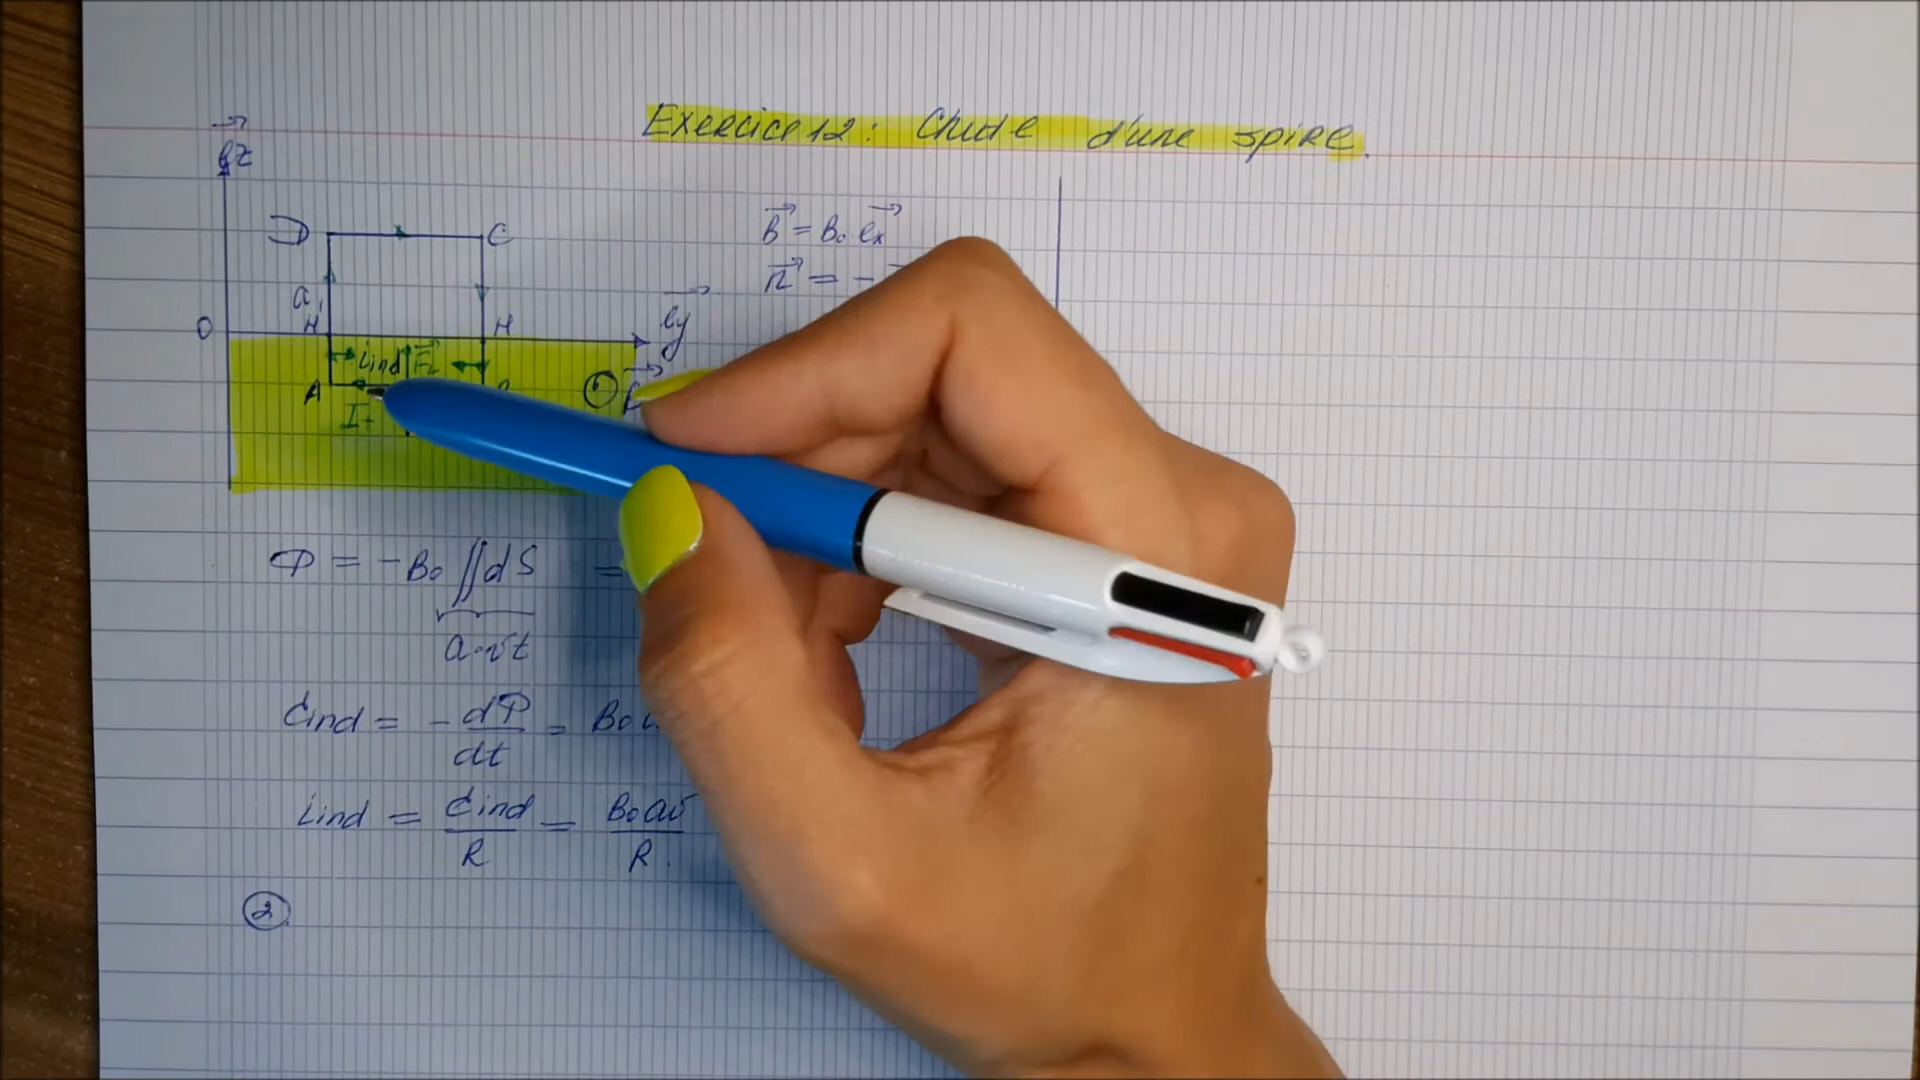 Exercice 12: Chute d'une spire.
ez
D C
B = B₀ ex
n = -
a
H' H
ey
O
iind FL
A
I
Φ = -B₀ ∬dS =
a·vt
eind = - dΦ/dt = B₀
iind = eind/R = B₀av/R.
2.